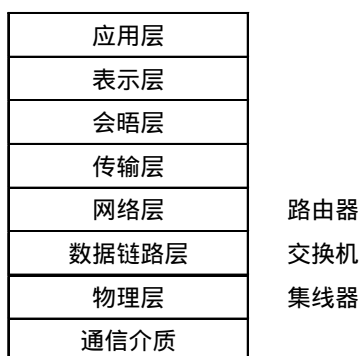 应用层
表示层
会晤层
传输层
网络层 路由器
数据链路层 交换机
物理层 集线器
通信介质